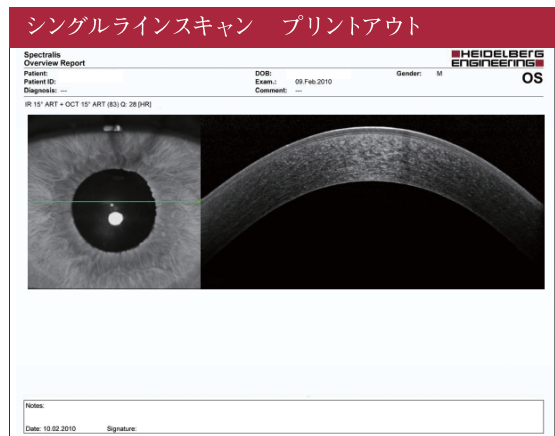 シングルラインスキャン プリントアウト
Spectralis
Overview Report
HEIDELBERG
ENGINEERING
Patient: DOB: Gender: M
Patient ID: Exam.: 09.Feb.2010
Diagnosis: --- Comment: ---
OS
IR 15° ART + OCT 15° ART (83) Q: 28 [HR]
Notes:
Date: 10.02.2010 Signature: